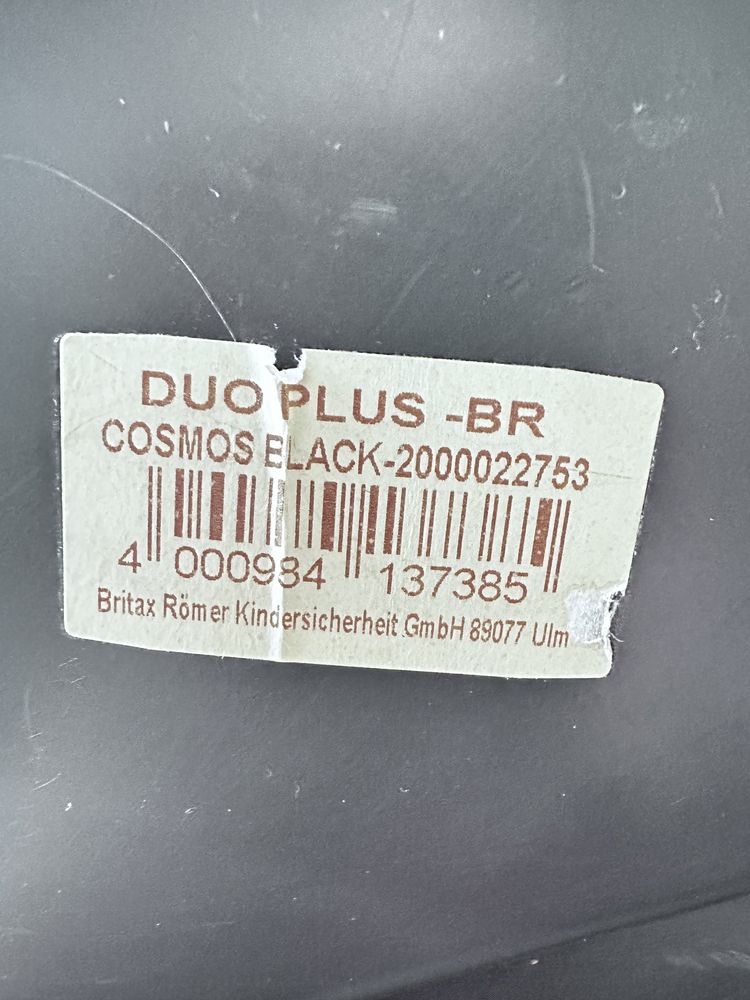 DUO PLUS -BR
COSMOS BLACK-2000022753
4 000984 137385
Britax Römer Kindersicherheit GmbH 89077 Ulm